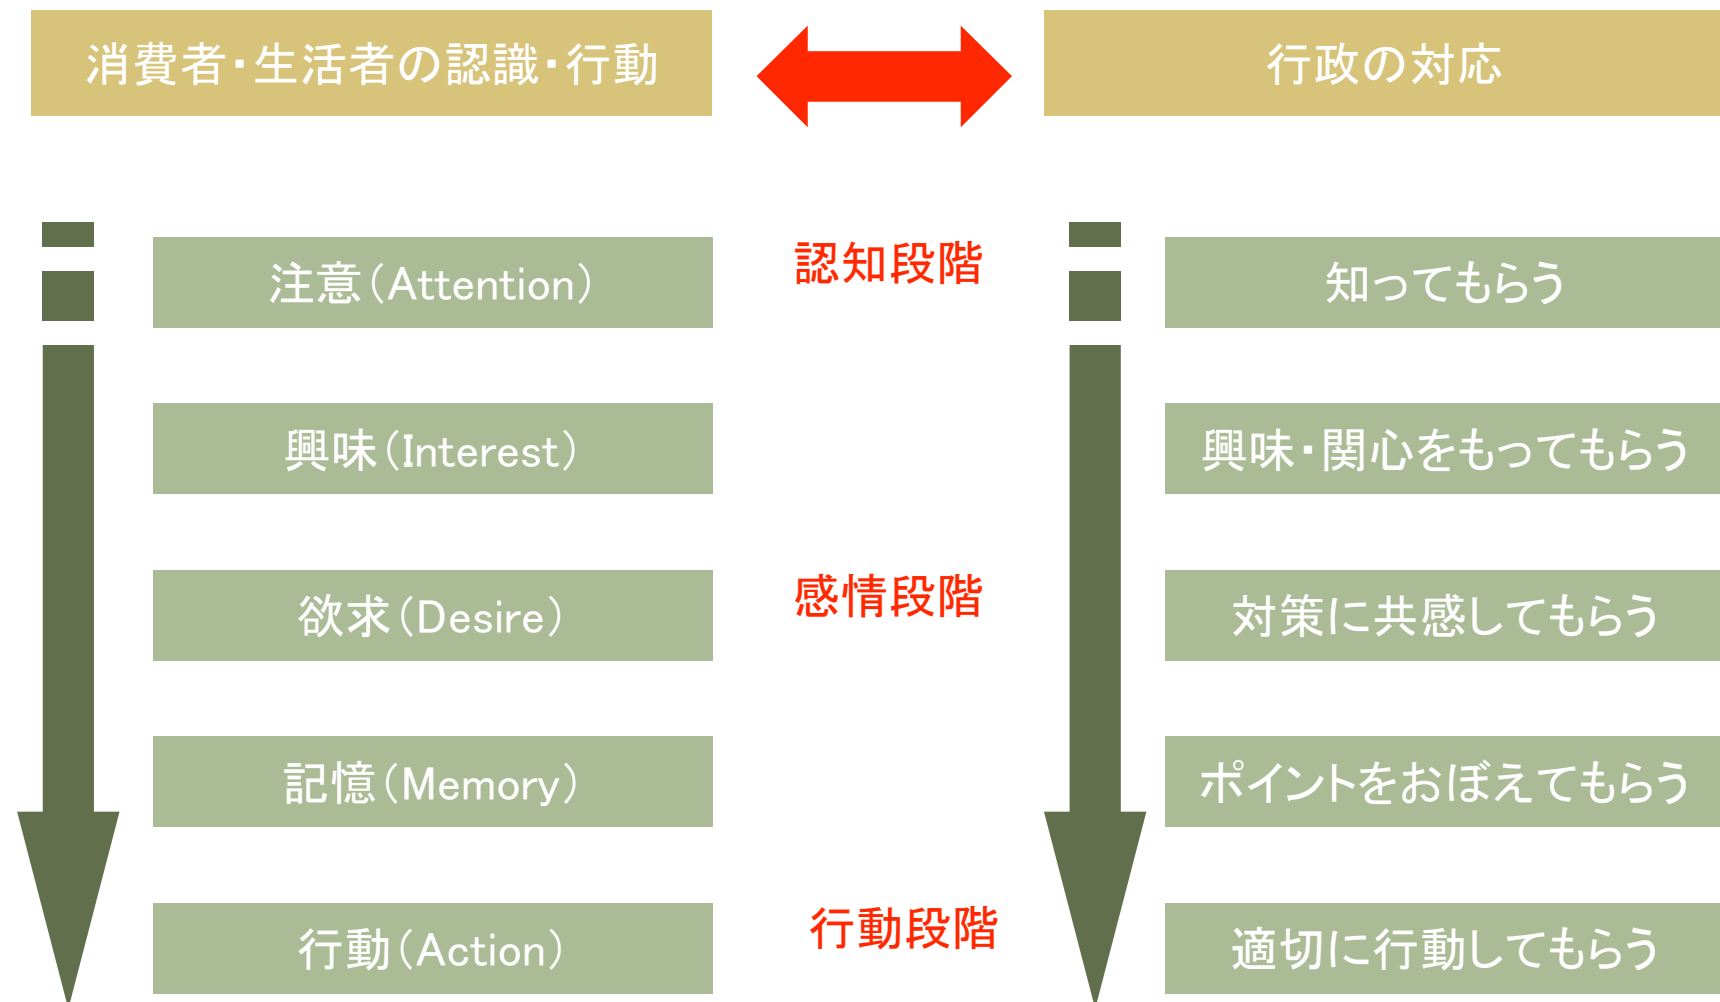 消費者・生活者の認識・行動
行政の対応
認知段階
注意(Attention)
知ってもらう
興味(Interest)
興味・関心をもってもらう
感情段階
欲求(Desire)
対策に共感してもらう
記憶(Memory)
ポイントをおぼえてもらう
行動段階
行動(Action)
適切に行動してもらう